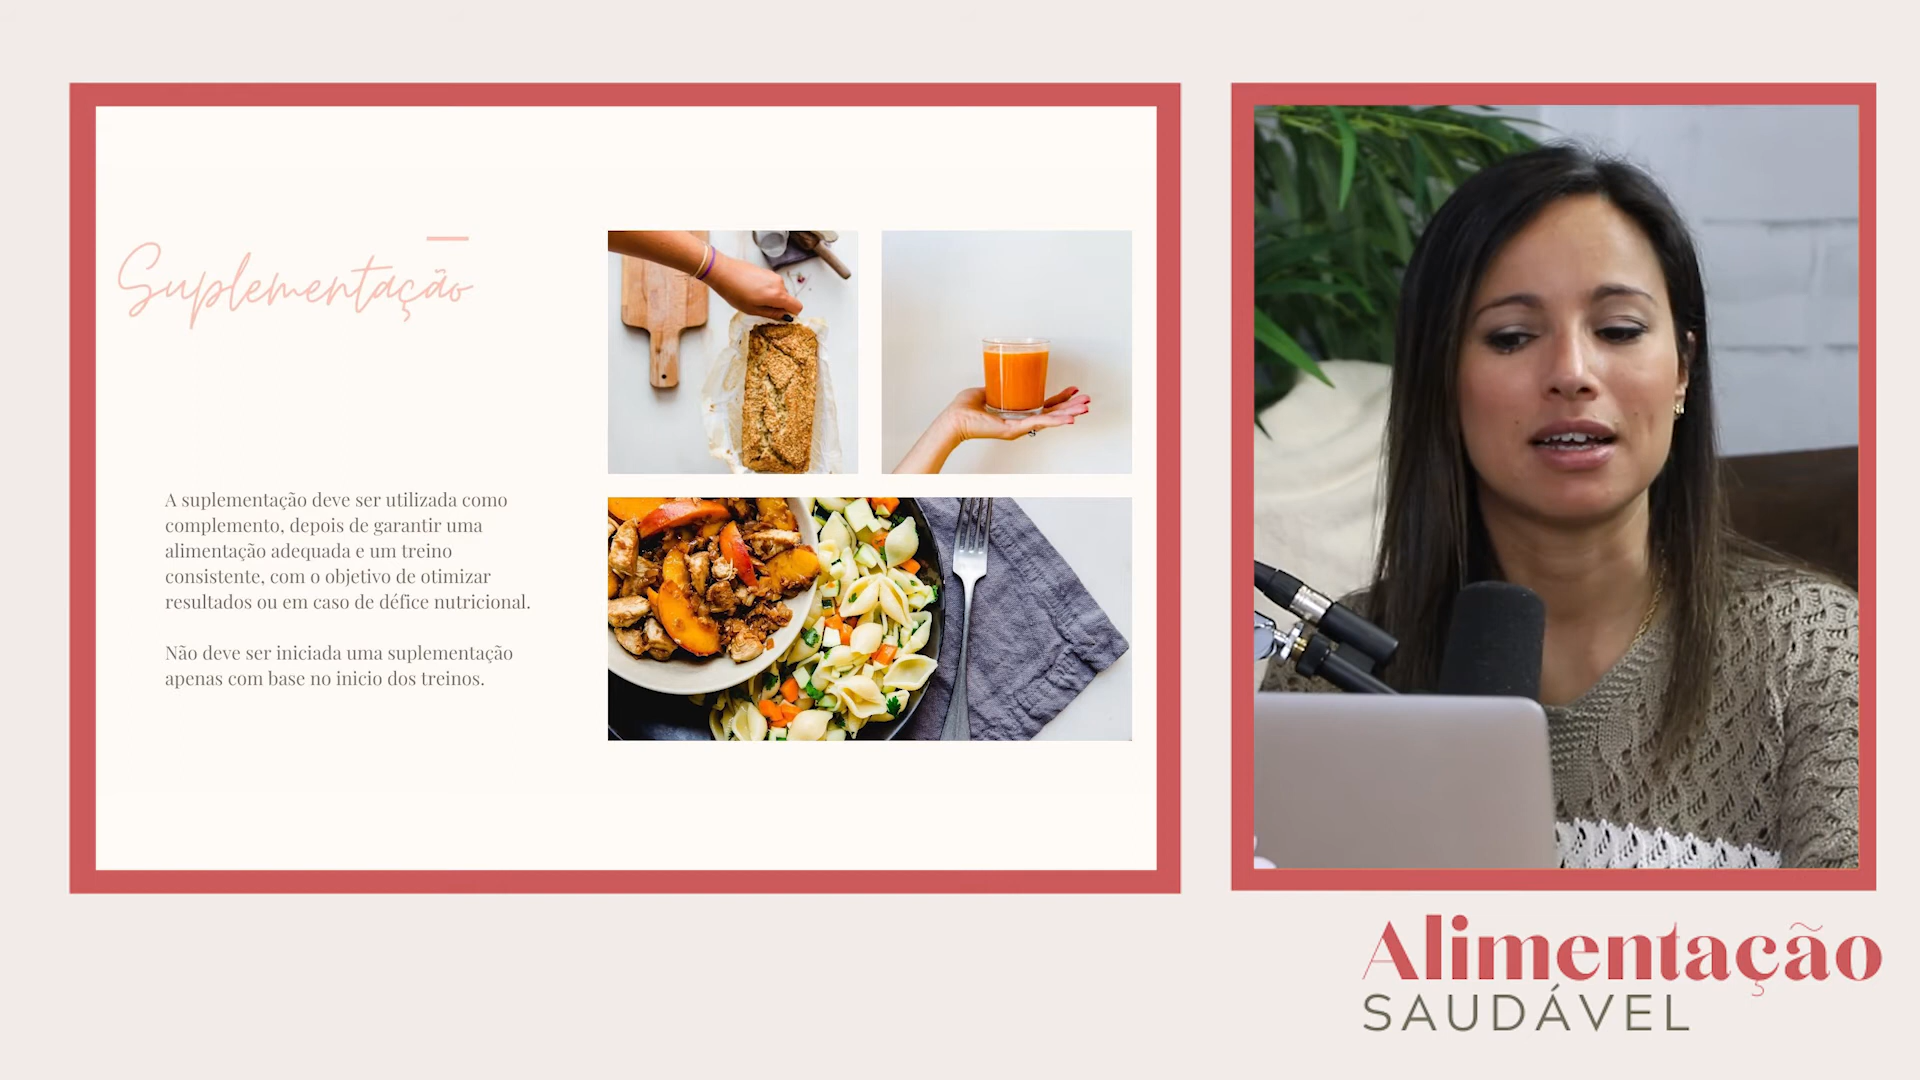 Suplementação
A suplementação deve ser utilizada como
complemento, depois de garantir uma
alimentação adequada e um treino
consistente, com o objetivo de otimizar
resultados ou em caso de défice nutricional.
Não deve ser iniciada uma suplementação
apenas com base no inicio dos treinos.
Alimentação
SAUDÁVEL